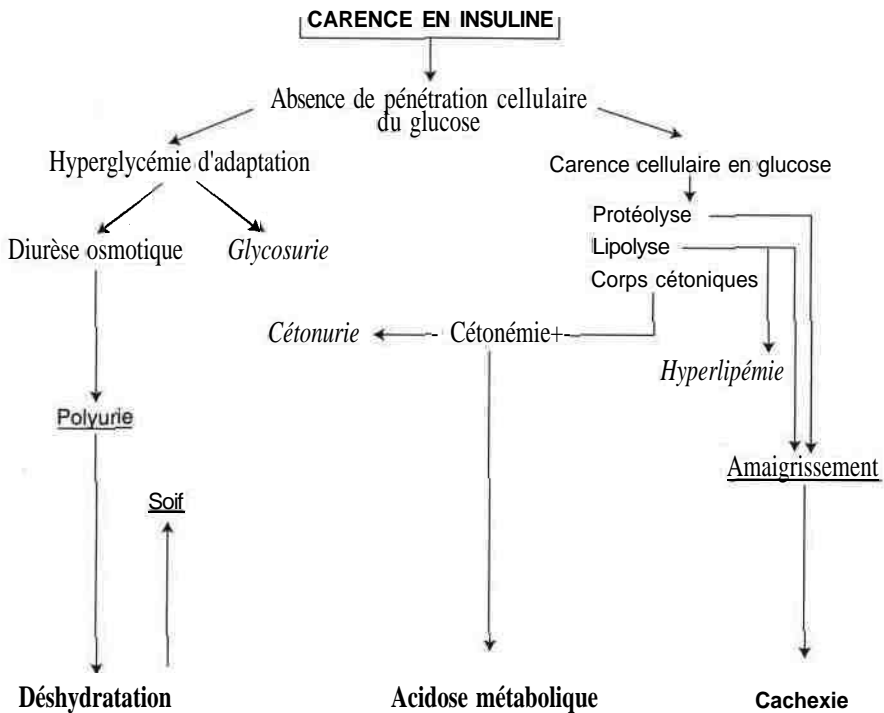 CARENCE EN INSULINE
Absence de pénétration cellulaire
du glucose
Hyperglycémie d'adaptation
Carence cellulaire en glucose
Protéolyse
Diurèse osmotique
Glycosurie
Lipolyse
Corps cétoniques
Cétonurie
- Cétonémie+-
Hyperlipémie
Polyurie
Amaigrissement
Soif
Déshydratation
Acidose métabolique
Cachexie